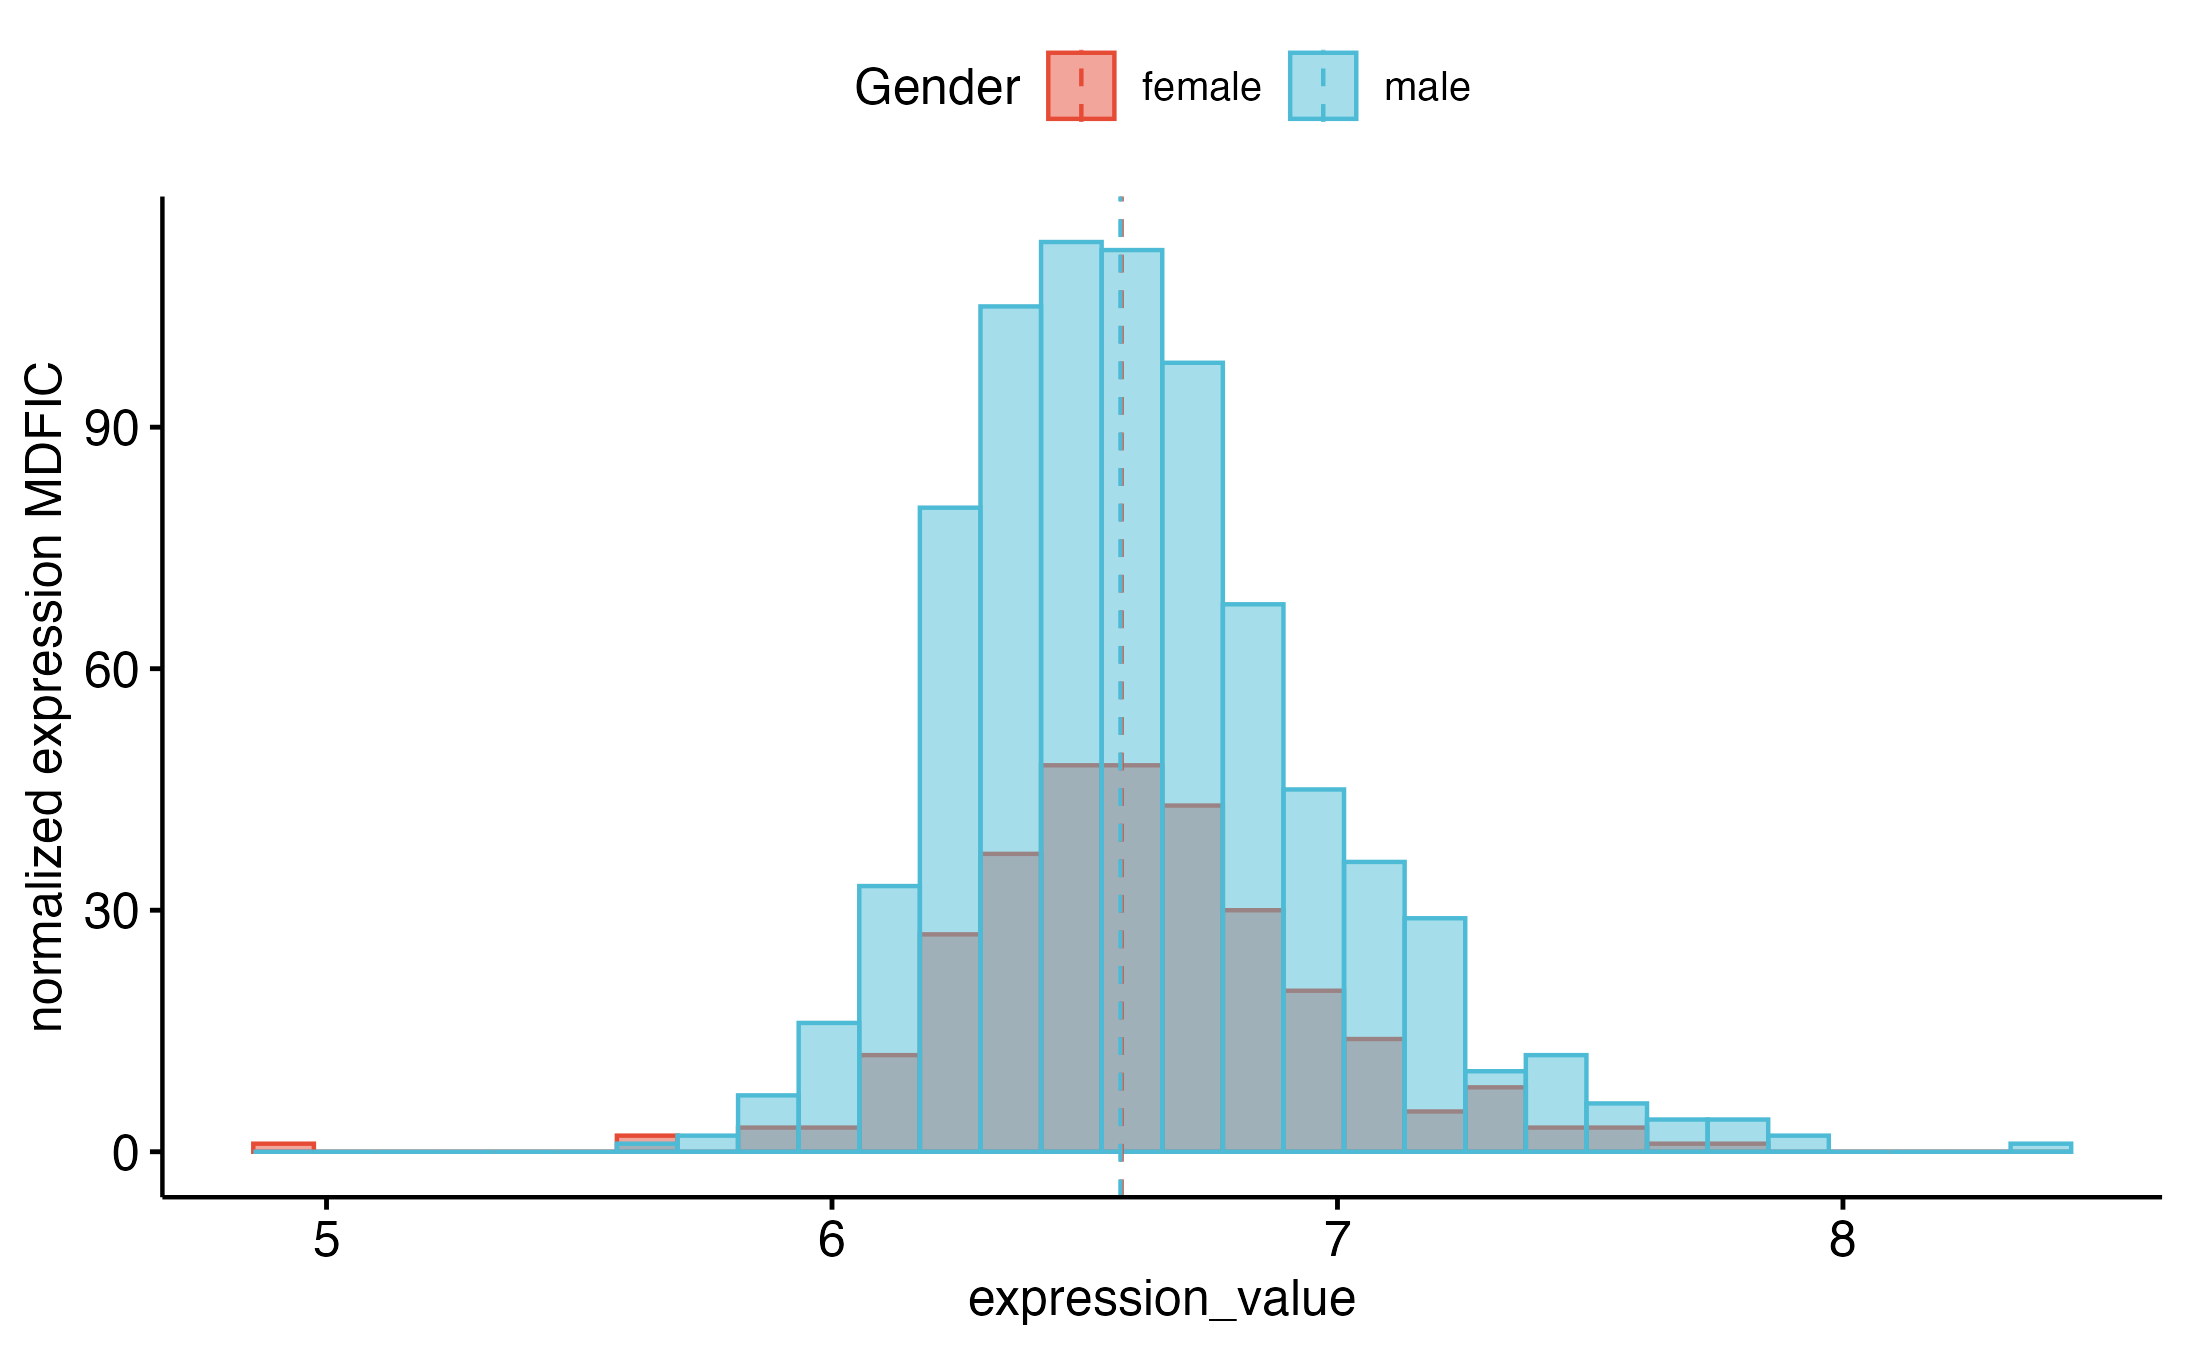 Gender female male
normalized expression MDFIC
90
60
30
0
5 6 7 8
expression_value